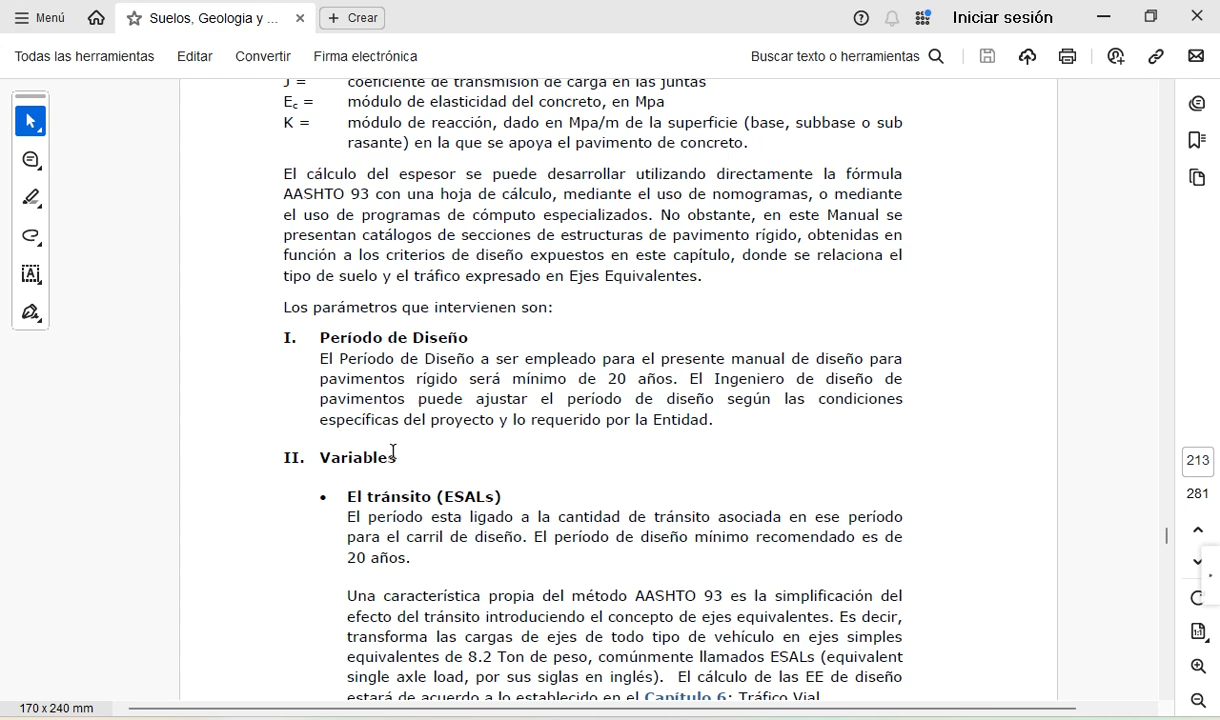 Menú
Suelos, Geología y ...
Crear
Iniciar sesión
Todas las herramientas
Editar
Convertir
Firma electrónica
Buscar texto o herramientas
J = coeficiente de transmisión de carga en las juntas
Ec = módulo de elasticidad del concreto, en Mpa
K = módulo de reacción, dado en Mpa/m de la superficie (base, subbase o sub
rasante) en la que se apoya el pavimento de concreto.
El cálculo del espesor se puede desarrollar utilizando directamente la fórmula
AASHTO 93 con una hoja de cálculo, mediante el uso de nomogramas, o mediante
el uso de programas de cómputo especializados. No obstante, en este Manual se
presentan catálogos de secciones de estructuras de pavimento rígido, obtenidas en
función a los criterios de diseño expuestos en este capítulo, donde se relaciona el
tipo de suelo y el tráfico expresado en Ejes Equivalentes.
Los parámetros que intervienen son:
I. Período de Diseño
El Período de Diseño a ser empleado para el presente manual de diseño para
pavimentos rígido será mínimo de 20 años. El Ingeniero de diseño de
pavimentos puede ajustar el período de diseño según las condiciones
específicas del proyecto y lo requerido por la Entidad.
II. Variables
• El tránsito (ESALs)
El período esta ligado a la cantidad de tránsito asociada en ese período
para el carril de diseño. El período de diseño mínimo recomendado es de
20 años.
Una característica propia del método AASHTO 93 es la simplificación del
efecto del tránsito introduciendo el concepto de ejes equivalentes. Es decir,
transforma las cargas de ejes de todo tipo de vehículo en ejes simples
equivalentes de 8.2 Ton de peso, comúnmente llamados ESALs (equivalent
single axle load, por sus siglas en inglés). El cálculo de las EE de diseño
estará de acuerdo a lo establecido en el Capítulo 6: Tráfico Vial
213
281
1:1
170 x 240 mm